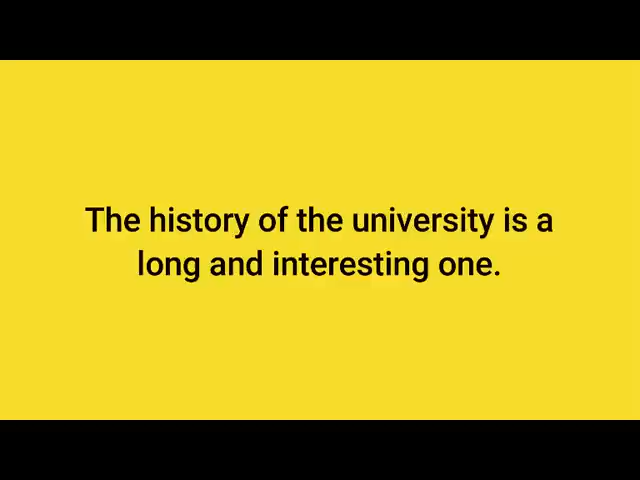 The history of the university is a
long and interesting one.